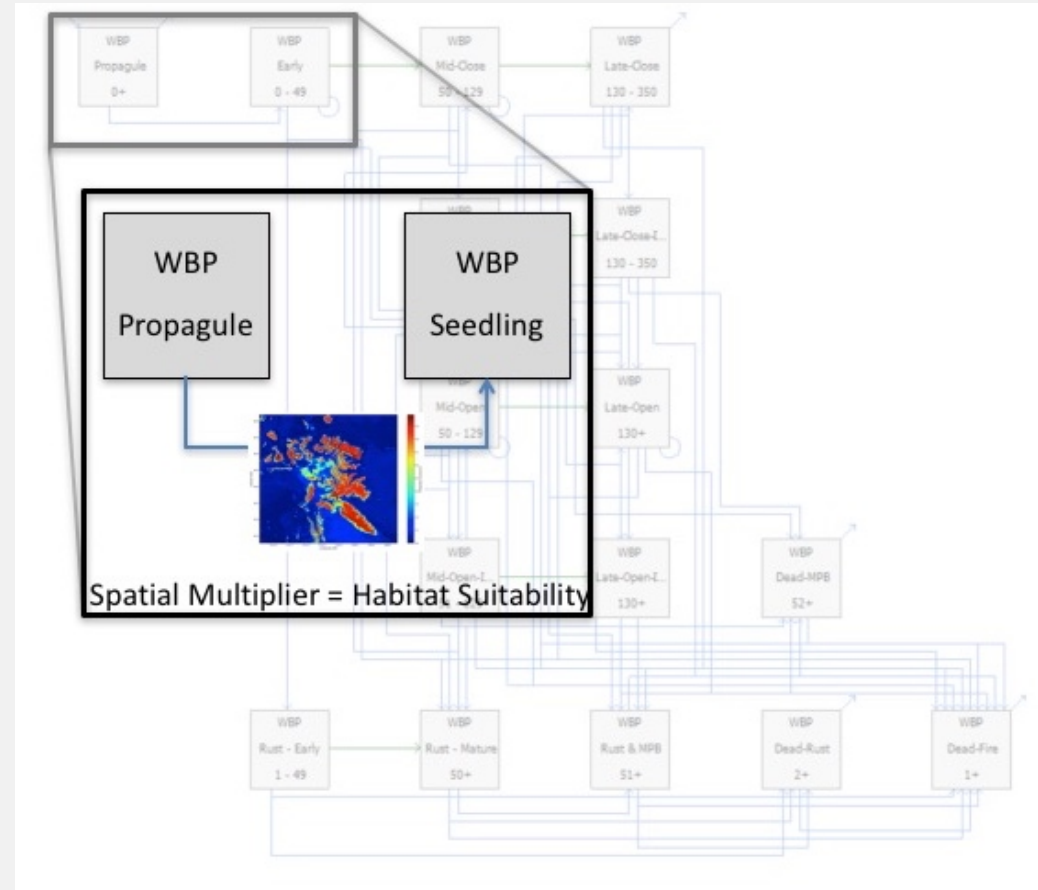 WBP
Propagule
0+
WBP
Early
0 - 49
WBP
Mid-Close
50 - 129
WBP
Late-Close
130 - 350
WBP
WBP
Late-Close-I...
130 - 350
WBP
Propagule
WBP
Seedling
WBP
Mid-Open
50 - 129
WBP
Late-Open
130+
Spatial Multiplier = Habitat Suitability
WBP
Mid-Open-I...
WBP
Late-Open-I...
130+
WBP
Dead-MPB
52+
WBP
Rust - Early
1 - 49
WBP
Rust - Mature
50+
WBP
Rust & MPB
51+
WBP
Dead-Rust
2+
WBP
Dead-Fire
1+